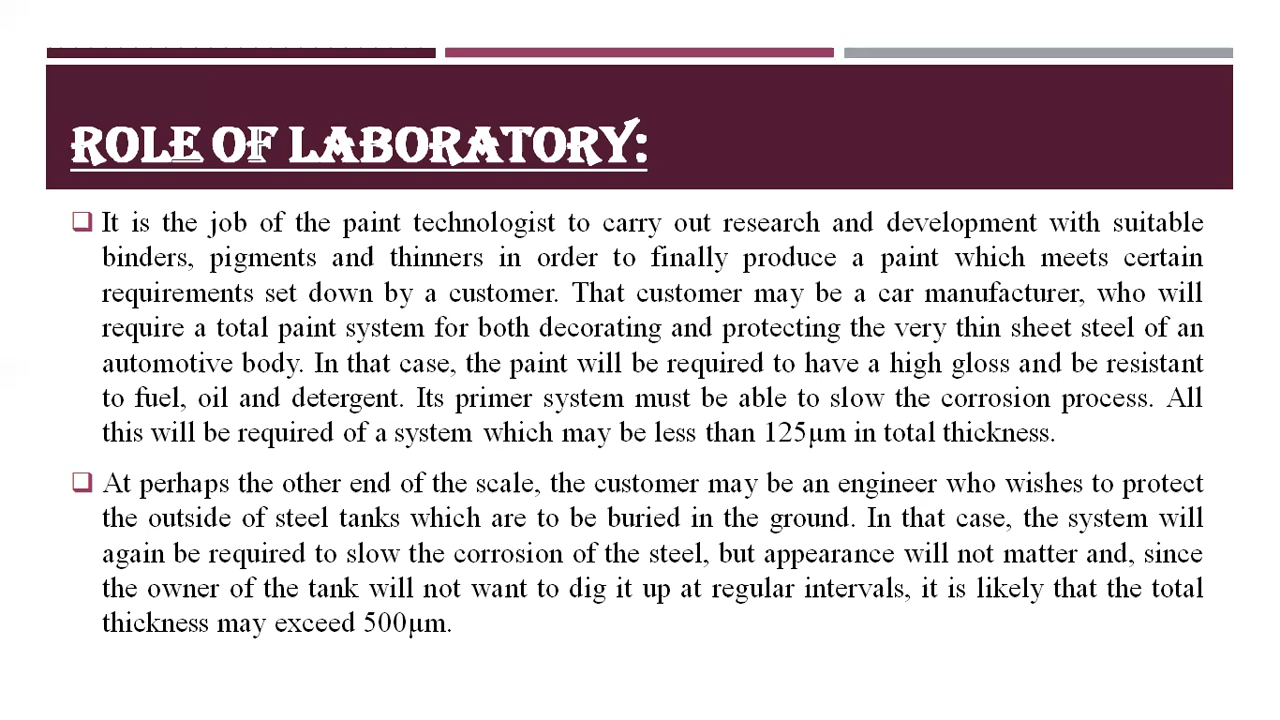 ROLE OF LABORATORY:
It is the job of the paint technologist to carry out research and development with suitable
binders, pigments and thinners in order to finally produce a paint which meets certain
requirements set down by a customer. That customer may be a car manufacturer, who will
require a total paint system for both decorating and protecting the very thin sheet steel of an
automotive body. In that case, the paint will be required to have a high gloss and be resistant
to fuel, oil and detergent. Its primer system must be able to slow the corrosion process. All
this will be required of a system which may be less than 125µm in total thickness.
At perhaps the other end of the scale, the customer may be an engineer who wishes to protect
the outside of steel tanks which are to be buried in the ground. In that case, the system will
again be required to slow the corrosion of the steel, but appearance will not matter and, since
the owner of the tank will not want to dig it up at regular intervals, it is likely that the total
thickness may exceed 500µm.